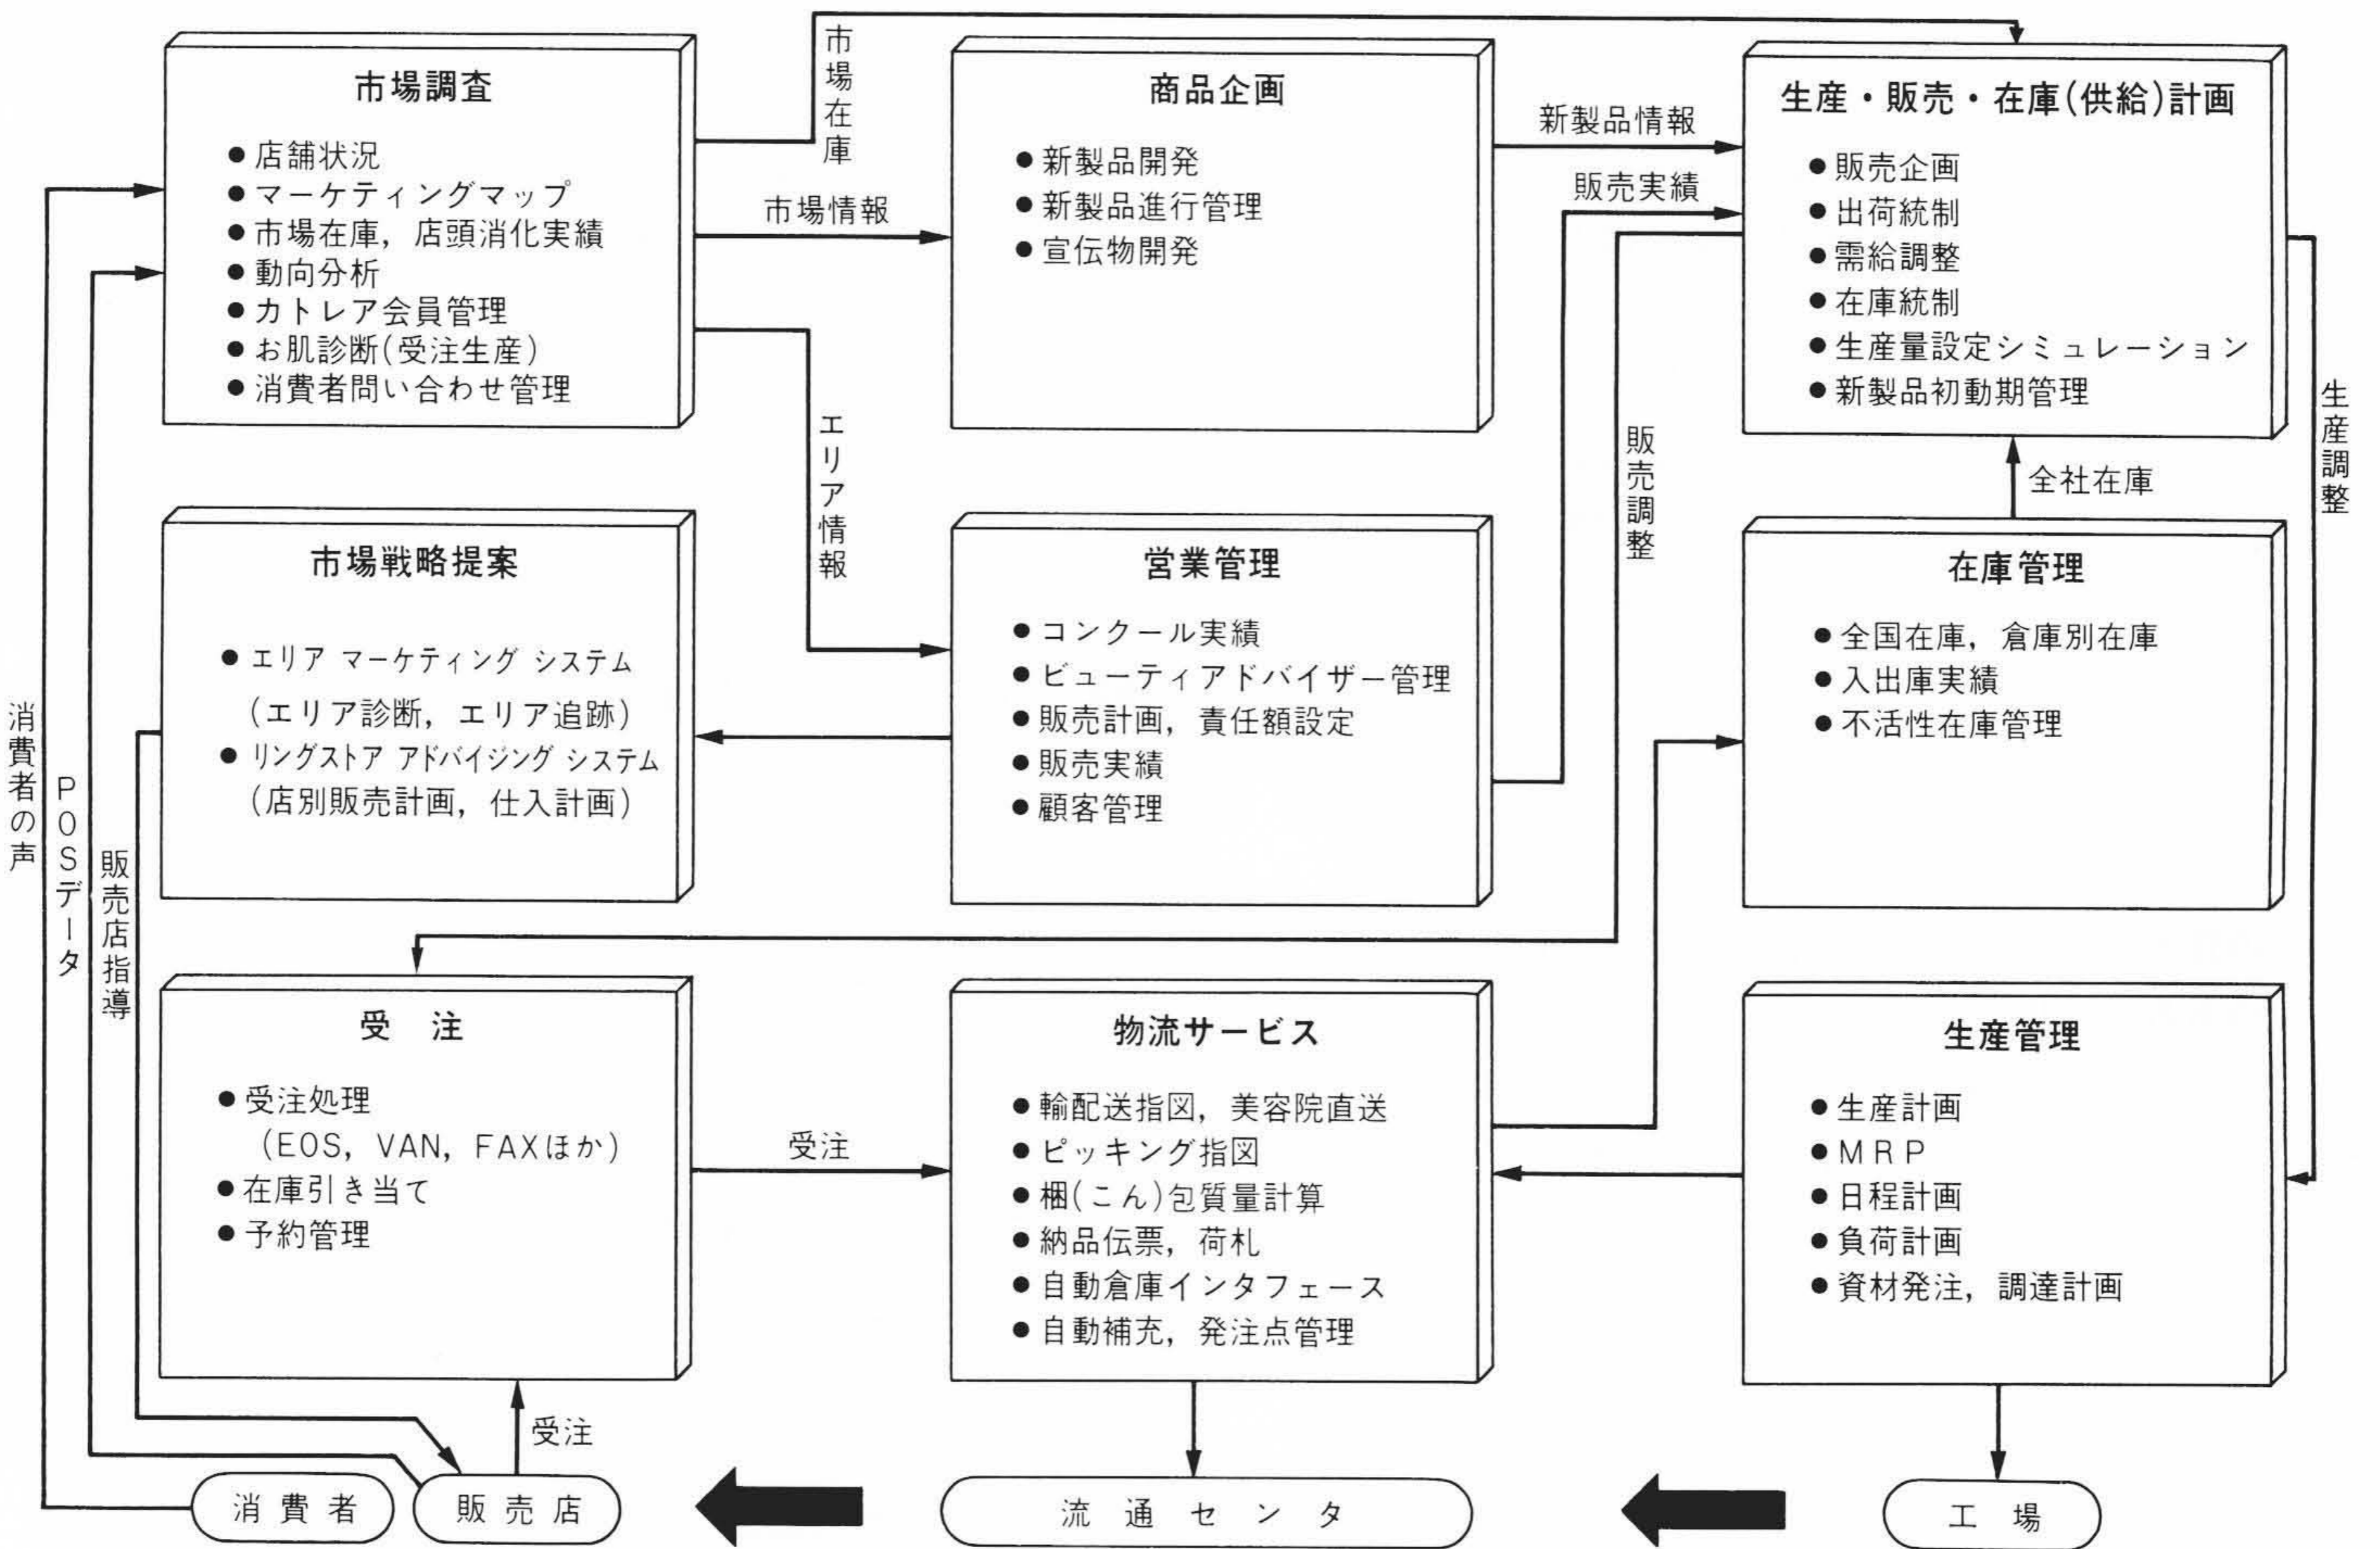 市場調査
●店舗状況
●マーケティングマップ
●市場在庫，店頭消化実績
●動向分析
●カトレア会員管理
●お肌診断(受注生産)
●消費者問い合わせ管理
市場在庫
市場情報
エリア情報
商品企画
●新製品開発
●新製品進行管理
●宣伝物開発
新製品情報
販売実績
販売調整
生産・販売・在庫(供給)計画
●販売企画
●出荷統制
●需給調整
●在庫統制
●生産量設定シミュレーション
●新製品初動期管理
生産調整
全社在庫
市場戦略提案
●エリア マーケティング システム
(エリア診断，エリア追跡)
●リングストア アドバイジング システム
(店別販売計画，仕入計画)
営業管理
●コンクール実績
●ビューティアドバイザー管理
●販売計画，責任額設定
●販売実績
●顧客管理
在庫管理
●全国在庫，倉庫別在庫
●入出庫実績
●不活性在庫管理
消費者の声
POSデータ
販売店指導
受 注
●受注処理
(EOS，VAN，FAXほか)
●在庫引き当て
●予約管理
受注
物流サービス
●輸配送指図，美容院直送
●ピッキング指図
●梱(こん)包質量計算
●納品伝票，荷札
●自動倉庫インタフェース
●自動補充，発注点管理
生産管理
●生産計画
●MRP
●日程計画
●負荷計画
●資材発注，調達計画
受注
消費者
販売店
流通センタ
工場